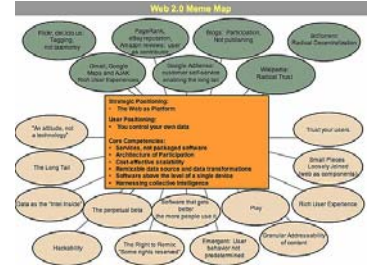 Web 2.0 Meme Map
Flickr, del.icio.us:
Tagging,
not taxonomy
PageRank,
eBay reputation,
Amazon reviews: user
as contributor
Blogs: Participation,
Not publishing
BitTorrent:
Radical Decentralization
Gmail, Google
Maps and AJAX:
Rich User Experiences
Google AdSense:
customer self-service
enabling the long tail
Wikipedia:
Radical Trust
Strategic Positioning:
• The Web as Platform
User Positioning:
• You control your own data
Core Competencies:
• Services, not packaged software
• Architecture of Participation
• Cost-effective scalability
• Remixable data source and data transformations
• Software above the level of a single device
• Harnessing collective intelligence
"An attitude, not
a technology"
Trust your users
The Long Tail
Small Pieces
Loosely Joined
(web as components)
Data as the "Intel Inside"
The perpetual beta
Software that gets
better
the more people use it
Play
Rich User Experience
Hackability
The Right to Remix:
"Some rights reserved"
Emergent: User
behavior not
predetermined
Granular Addressability
of content